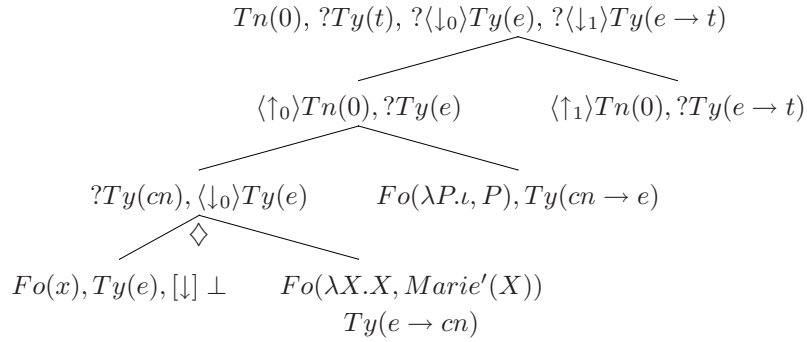 Tn(0), ?Ty(t), ?⟨↓₀⟩Ty(e), ?⟨↓₁⟩Ty(e → t)
⟨↑₀⟩Tn(0), ?Ty(e) ⟨↑₁⟩Tn(0), ?Ty(e → t)
?Ty(cn), ⟨↓₀⟩Ty(e) Fo(λP.ι, P), Ty(cn → e)
◇
Fo(x), Ty(e), [↓] ⊥ Fo(λX.X, Marie′(X))
Ty(e → cn)